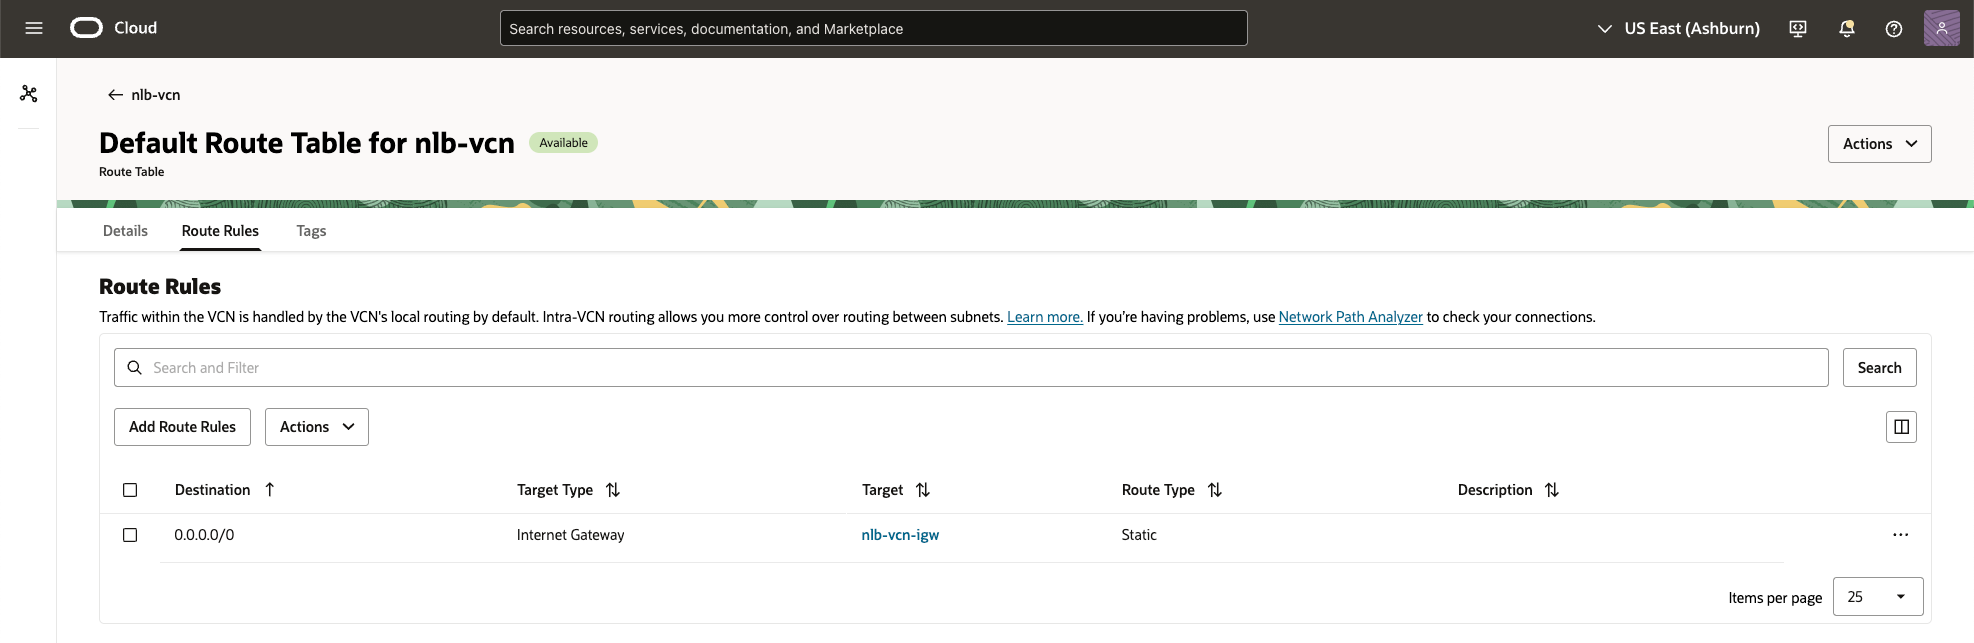 Cloud
Search resources, services, documentation, and Marketplace
US East (Ashburn)
nlb-vcn
Default Route Table for nlb-vcn
Available
Route Table
Actions
Details
Route Rules
Tags
Route Rules
Traffic within the VCN is handled by the VCN's local routing by default. Intra-VCN routing allows you more control over routing between subnets. Learn more. If you're having problems, use Network Path Analyzer to check your connections.
Search and Filter
Search
Add Route Rules
Actions
Destination
Target Type
Target
Route Type
Description
0.0.0.0/0
Internet Gateway
nlb-vcn-igw
Static
Items per page
25